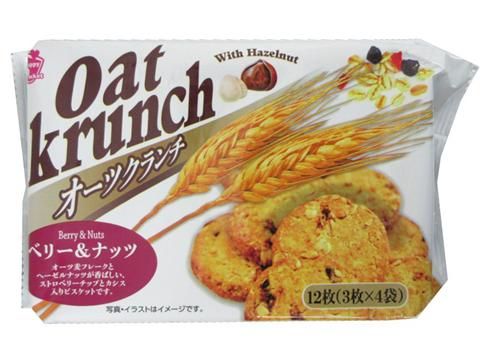 Oat
krunch
With Hazelnut
オーツクランチ
Berry & Nuts
ベリー&ナッツ
オーツ麦フレークと
ヘーゼルナッツが香ばしい、
ストロベリーチップとカシス
入りビスケットです。
写真・イラストはイメージです。
12枚(3枚×4袋)